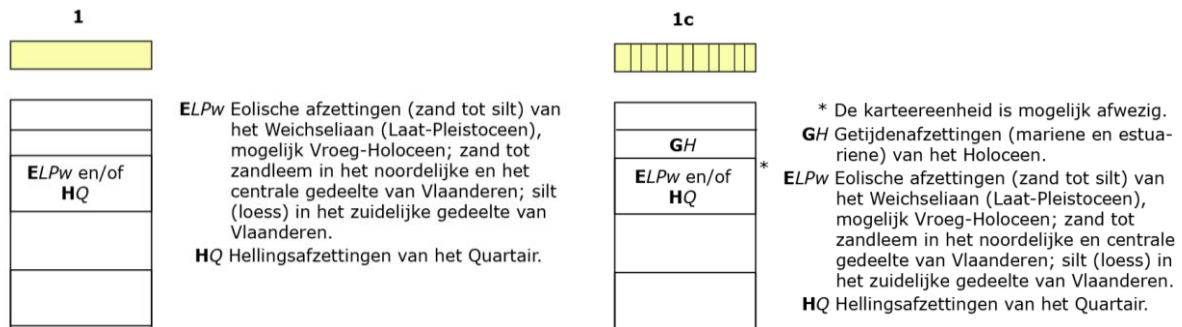 1
ELPw en/of
HQ
ELPw Eolische afzettingen (zand tot silt) van
het Weichseliaan (Laat-Pleistoceen),
mogelijk Vroeg-Holoceen; zand tot
zandleem in het noordelijke en het
centrale gedeelte van Vlaanderen; silt
(loess) in het zuidelijke gedeelte van
Vlaanderen.
HQ Hellingsafzettingen van het Quartair.
1c
GH
ELPw en/of
HQ
*
* De karteereenheid is mogelijk afwezig.
GH Getijdenafzettingen (mariene en estua-
riene) van het Holoceen.
ELPw Eolische afzettingen (zand tot silt) van
het Weichseliaan (Laat-Pleistoceen),
mogelijk Vroeg-Holoceen; zand tot
zandleem in het noordelijke en centrale
gedeelte van Vlaanderen; silt (loess) in
het zuidelijke gedeelte van Vlaanderen.
HQ Hellingsafzettingen van het Quartair.